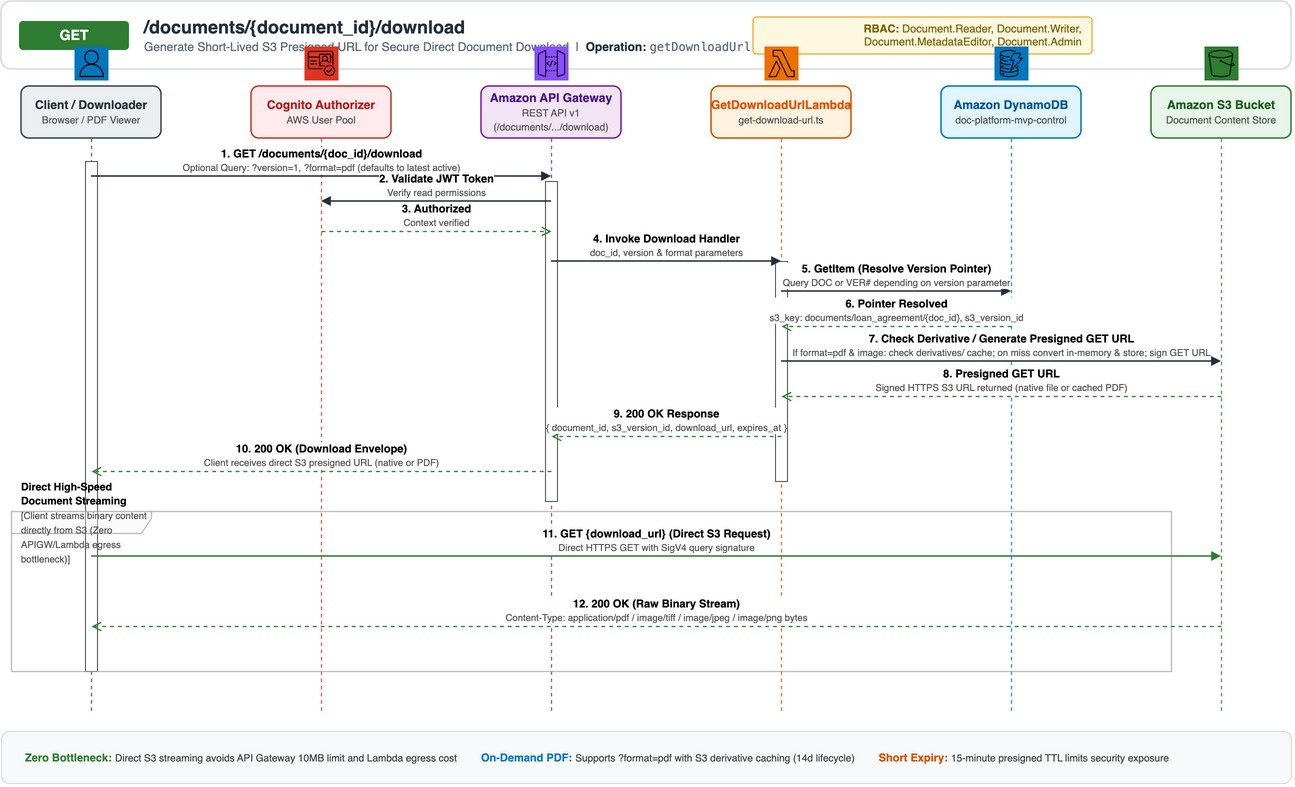 GET
/documents/{document_id}/download
Generate Short-Lived S3 Presigned URL for Secure Direct Document Download | Operation: getDownloadUrl
RBAC: Document.Reader, Document.Writer,
Document.MetadataEditor, Document.Admin
Client / Downloader
Browser / PDF Viewer
Cognito Authorizer
AWS User Pool
Amazon API Gateway
REST API v1
(/documents/.../download)
GetDownloadUrlLambda
get-download-url.ts
Amazon DynamoDB
doc-platform-mvp-control
Amazon S3 Bucket
Document Content Store
1. GET /documents/{doc_id}/download
Optional Query: ?version=1, ?format=pdf (defaults to latest active)
2. Validate JWT Token
Verify read permissions
3. Authorized
Context verified
4. Invoke Download Handler
doc_id, version & format parameters
5. GetItem (Resolve Version Pointer)
Query DOC or VER# depending on version parameter
6. Pointer Resolved
s3_key: documents/loan_agreement/{doc_id}, s3_version_id
7. Check Derivative / Generate Presigned GET URL
If format=pdf & image: check derivatives/ cache; on miss convert in-memory & store; sign GET URL
8. Presigned GET URL
Signed HTTPS S3 URL returned (native file or cached PDF)
9. 200 OK Response
{ document_id, s3_version_id, download_url, expires_at }
10. 200 OK (Download Envelope)
Client receives direct S3 presigned URL (native or PDF)
Direct High-Speed
Document Streaming
[Client streams binary content
directly from S3 (Zero
APIGW/Lambda egress
bottleneck)]
11. GET {download_url} (Direct S3 Request)
Direct HTTPS GET with SigV4 query signature
12. 200 OK (Raw Binary Stream)
Content-Type: application/pdf / image/tiff / image/jpeg / image/png bytes
Zero Bottleneck: Direct S3 streaming avoids API Gateway 10MB limit and Lambda egress cost
On-Demand PDF: Supports ?format=pdf with S3 derivative caching (14d lifecycle)
Short Expiry: 15-minute presigned TTL limits security exposure